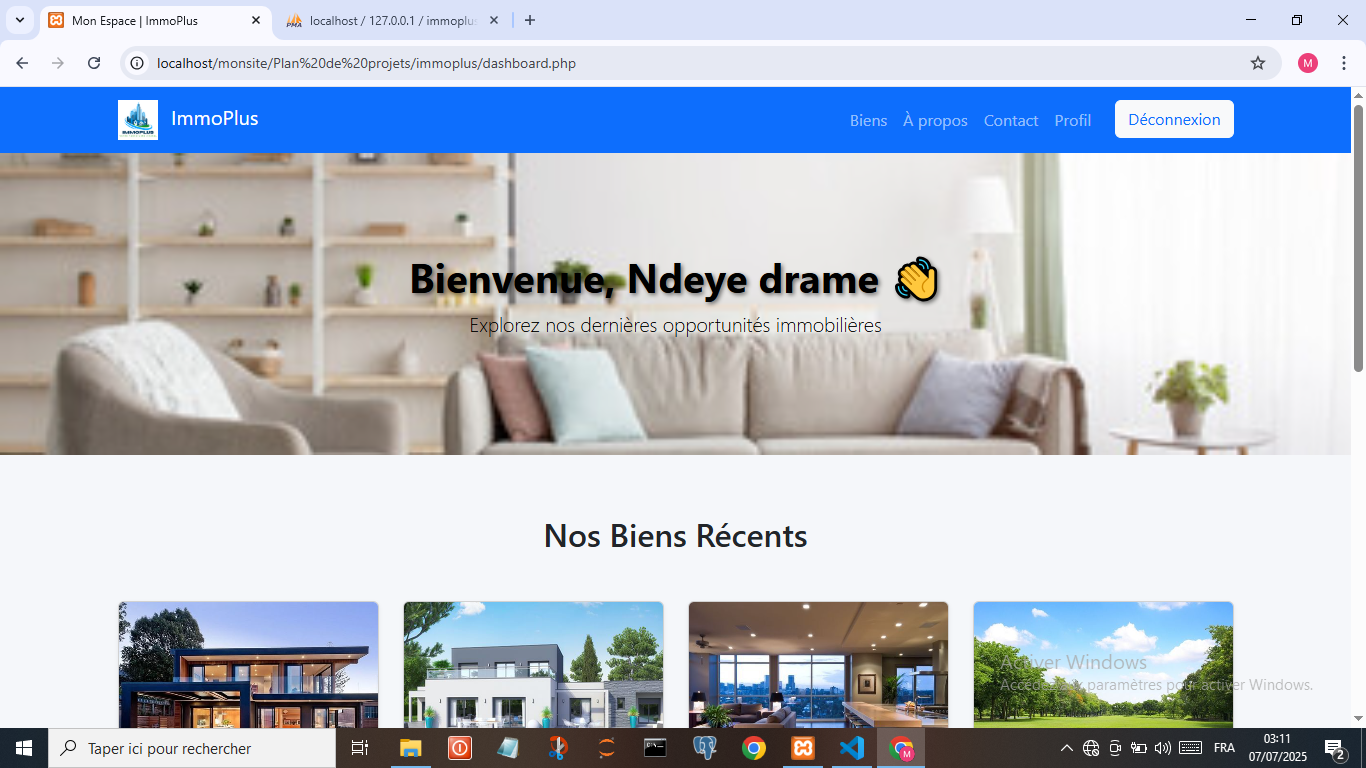 Mon Espace | ImmoPlus
localhost / 127.0.0.1 / immoplus
localhost/monsite/Plan%20de%20projets/immoplus/dashboard.php
M
IMMOPLUS
ImmoPlus
Biens
À propos
Contact
Profil
Déconnexion
Bienvenue, Ndeye drame 👋
Explorez nos dernières opportunités immobilières
Nos Biens Récents
Activer Windows
Accédez aux paramètres pour activer Windows.
Taper ici pour rechercher
M
FRA
03:11
07/07/2025
2